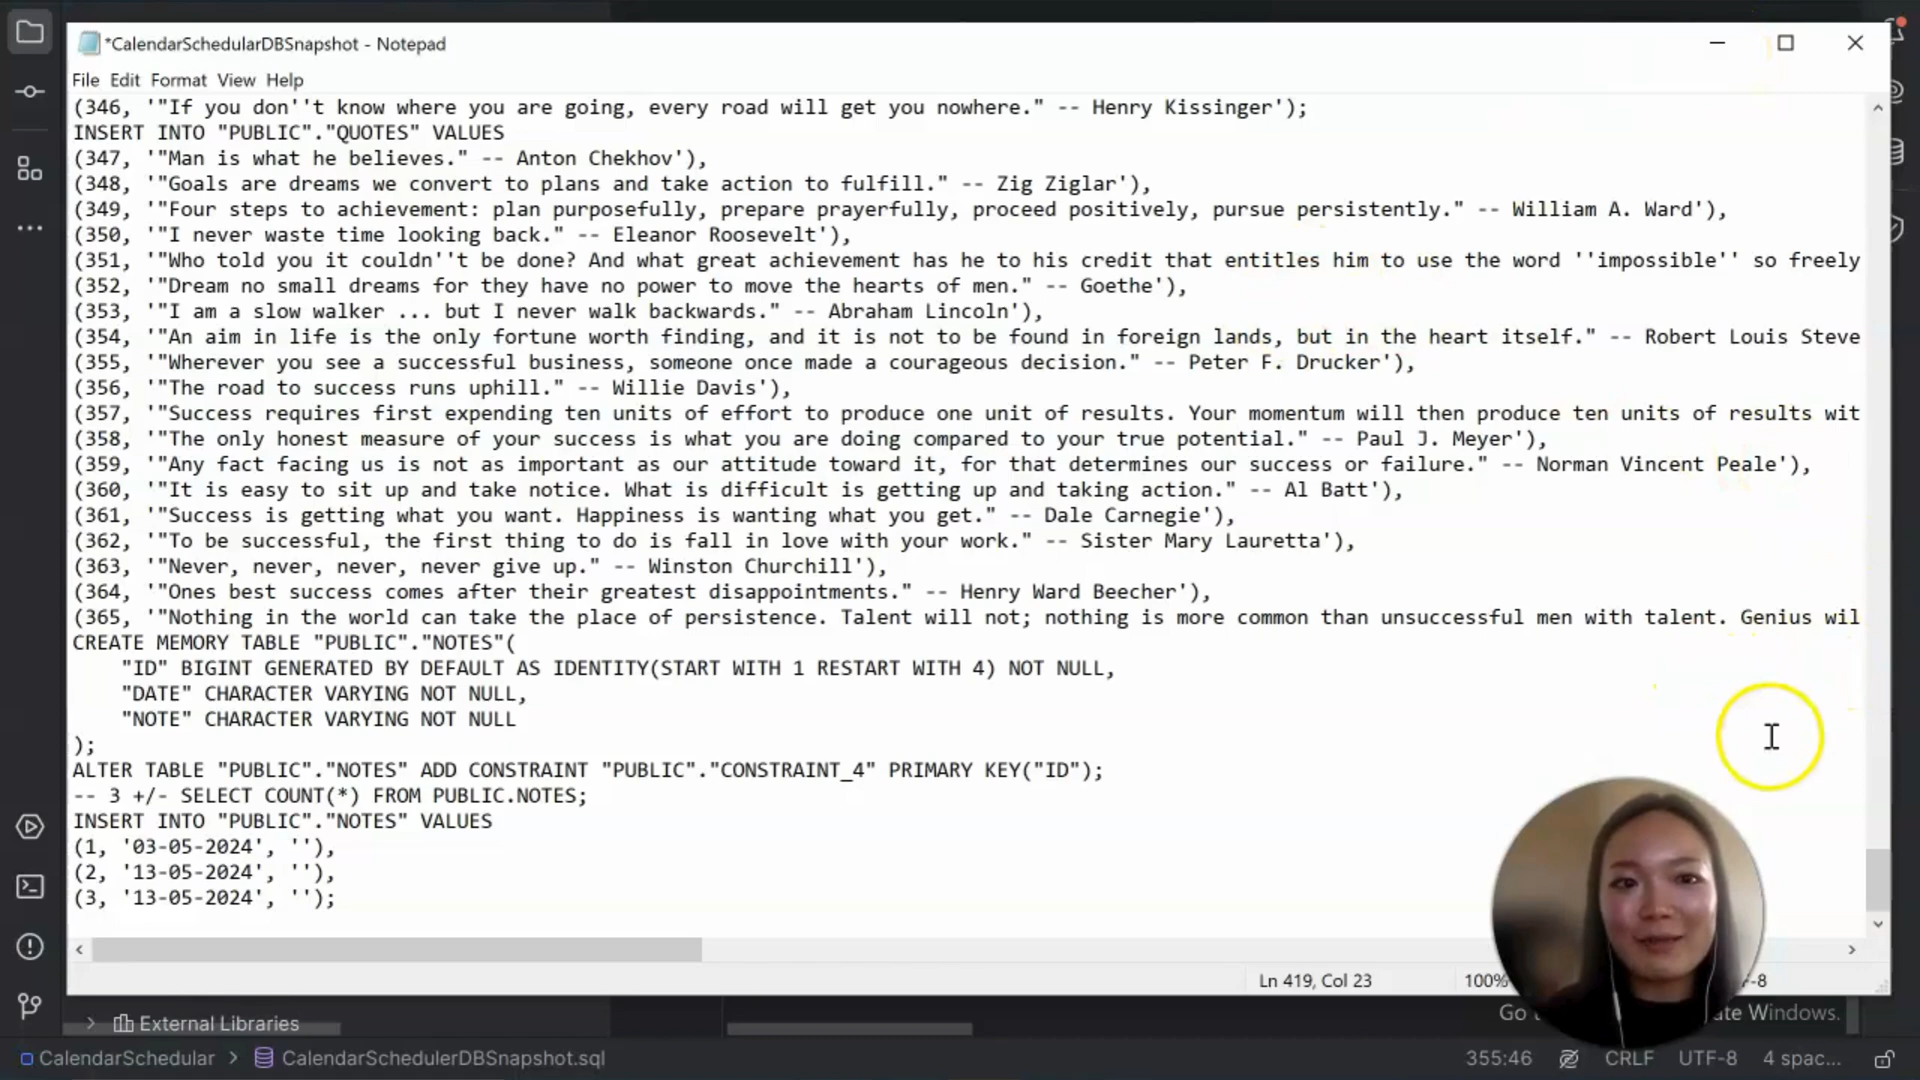 *CalendarSchedularDBSnapshot - Notepad
File Edit Format View Help
(346, '"If you don''t know where you are going, every road will get you nowhere." -- Henry Kissinger');
INSERT INTO "PUBLIC"."QUOTES" VALUES
(347, '"Man is what he believes." -- Anton Chekhov'),
(348, '"Goals are dreams we convert to plans and take action to fulfill." -- Zig Ziglar'),
(349, '"Four steps to achievement: plan purposefully, prepare prayerfully, proceed positively, pursue persistently." -- William A. Ward'),
(350, '"I never waste time looking back." -- Eleanor Roosevelt'),
(351, '"Who told you it couldn''t be done? And what great achievement has he to his credit that entitles him to use the word ''impossible'' so freely
(352, '"Dream no small dreams for they have no power to move the hearts of men." -- Goethe'),
(353, '"I am a slow walker ... but I never walk backwards." -- Abraham Lincoln'),
(354, '"An aim in life is the only fortune worth finding, and it is not to be found in foreign lands, but in the heart itself." -- Robert Louis Steve
(355, '"Wherever you see a successful business, someone once made a courageous decision." -- Peter F. Drucker'),
(356, '"The road to success runs uphill." -- Willie Davis'),
(357, '"Success requires first expending ten units of effort to produce one unit of results. Your momentum will then produce ten units of results wit
(358, '"The only honest measure of your success is what you are doing compared to your true potential." -- Paul J. Meyer'),
(359, '"Any fact facing us is not as important as our attitude toward it, for that determines our success or failure." -- Norman Vincent Peale'),
(360, '"It is easy to sit up and take notice. What is difficult is getting up and taking action." -- Al Batt'),
(361, '"Success is getting what you want. Happiness is wanting what you get." -- Dale Carnegie'),
(362, '"To be successful, the first thing to do is fall in love with your work." -- Sister Mary Lauretta'),
(363, '"Never, never, never, never give up." -- Winston Churchill'),
(364, '"Ones best success comes after their greatest disappointments." -- Henry Ward Beecher'),
(365, '"Nothing in the world can take the place of persistence. Talent will not; nothing is more common than unsuccessful men with talent. Genius wil
CREATE MEMORY TABLE "PUBLIC"."NOTES"(
"ID" BIGINT GENERATED BY DEFAULT AS IDENTITY(START WITH 1 RESTART WITH 4) NOT NULL,
"DATE" CHARACTER VARYING NOT NULL,
"NOTE" CHARACTER VARYING NOT NULL
);
ALTER TABLE "PUBLIC"."NOTES" ADD CONSTRAINT "PUBLIC"."CONSTRAINT_4" PRIMARY KEY("ID");
-- 3 +/- SELECT COUNT(*) FROM PUBLIC.NOTES;
INSERT INTO "PUBLIC"."NOTES" VALUES
(1, '03-05-2024', ''),
(2, '13-05-2024', ''),
(3, '13-05-2024', '');
Ln 419, Col 23 100% -8
External Libraries
Go t ate Windows.
CalendarSchedular > CalendarSchedulerDBSnapshot.sql 355:46 CRLF UTF-8 4 spac...